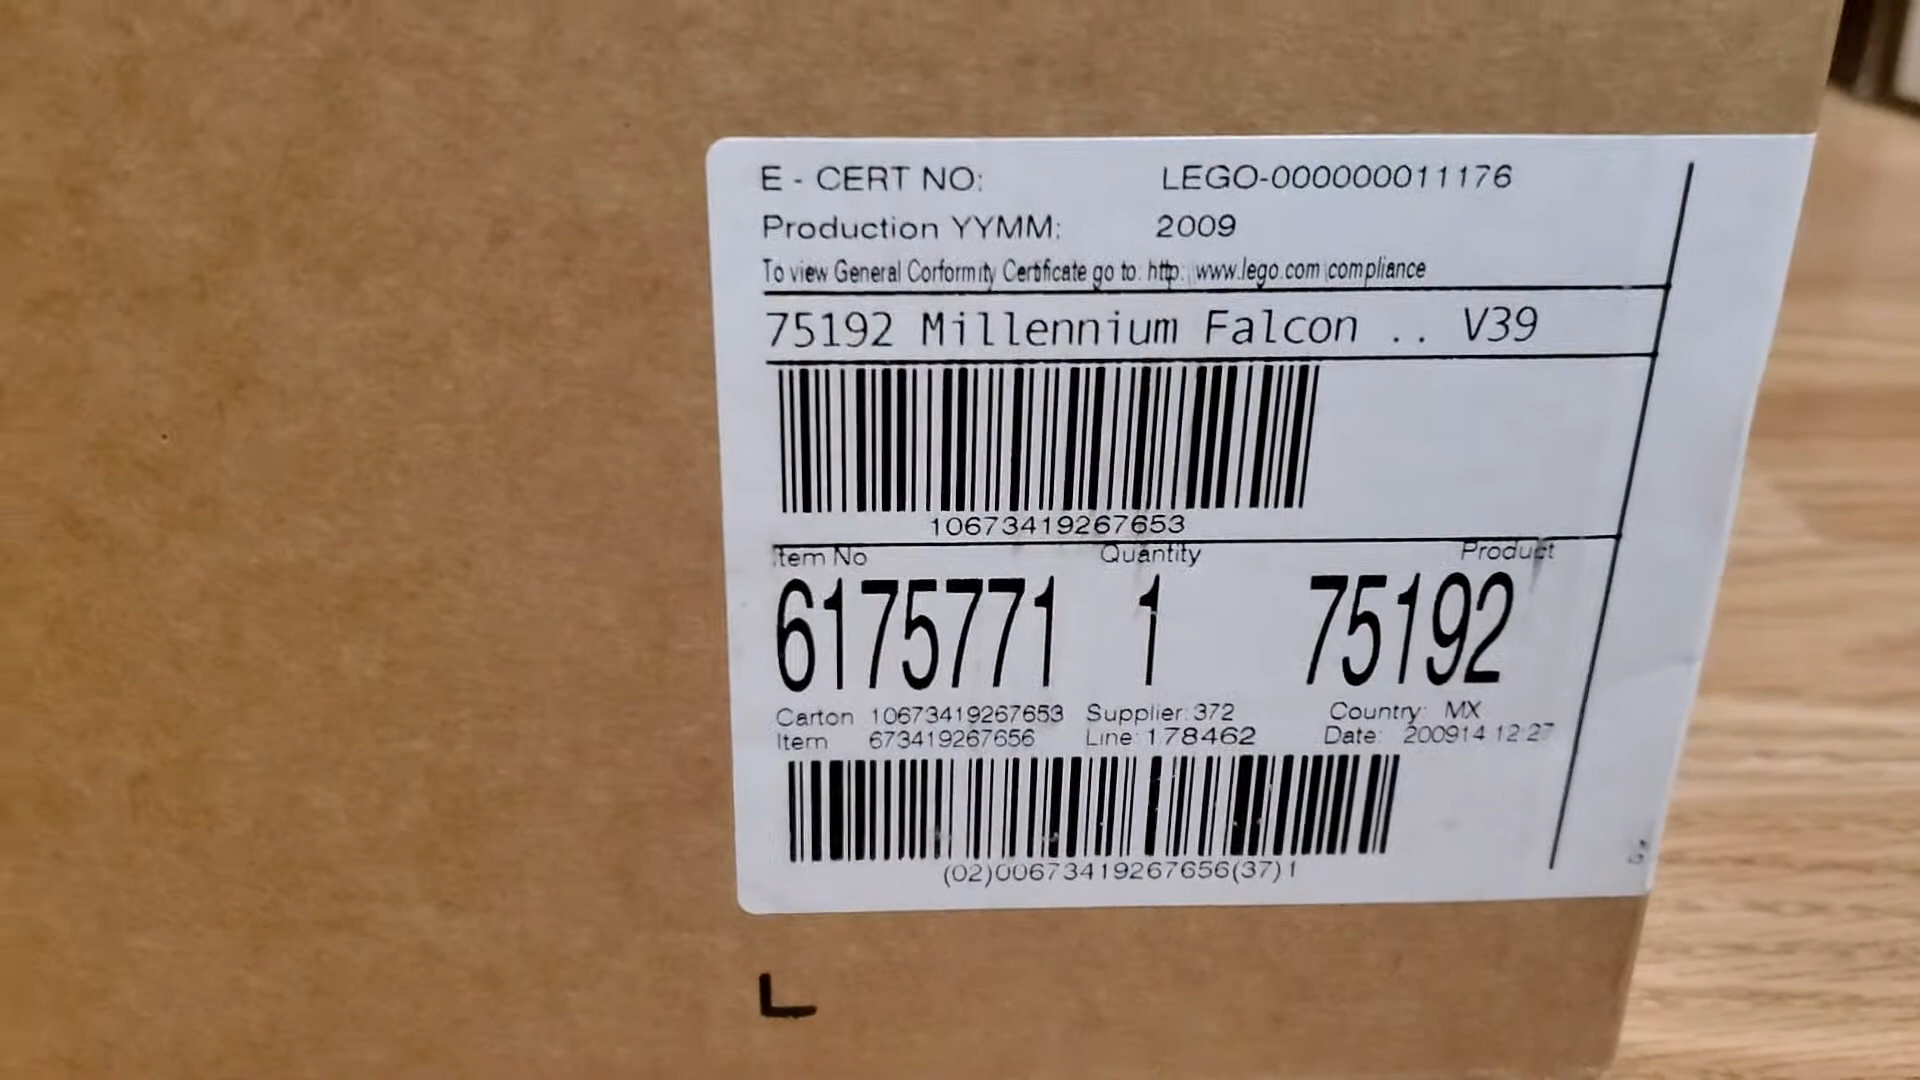 E - CERT NO: LEGO-000000011176
Production YYMM: 2009
To view General Corformity Certificate go to: http: www.lego.com compliance
75192 Millennium Falcon .. V39
10673419267653
Item No Quantity Product
6175771 1 75192
Carton 10673419267653 Supplier: 372 Country: MX
Item 673419267656 Line: 178462 Date: 200914 12:27
(02)00673419267656(37)1
L